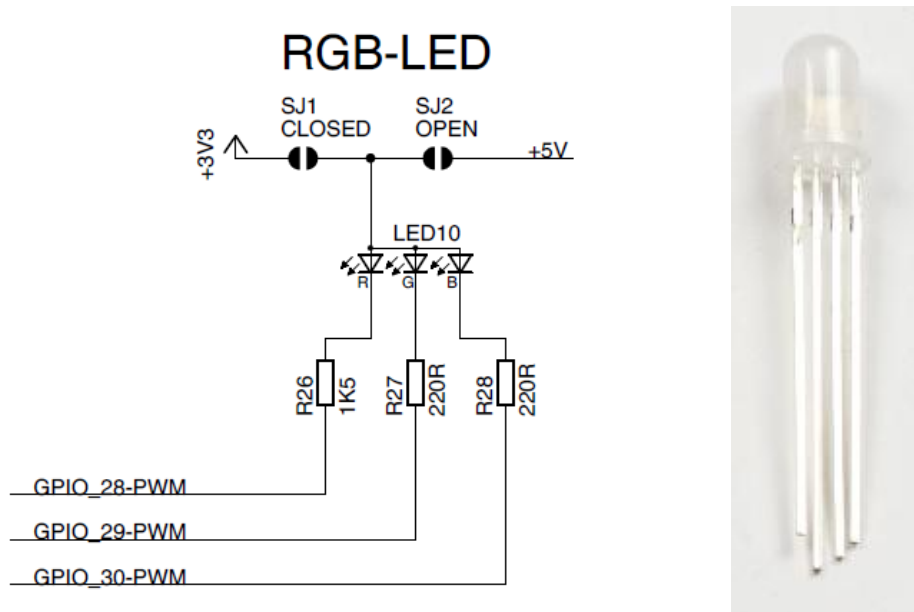 RGB-LED
SJ1
CLOSED
SJ2
OPEN
+3V3
+5V
LED10
R
G
B
R26
1K5
R27
220R
R28
220R
GPIO_28-PWM
GPIO_29-PWM
GPIO_30-PWM